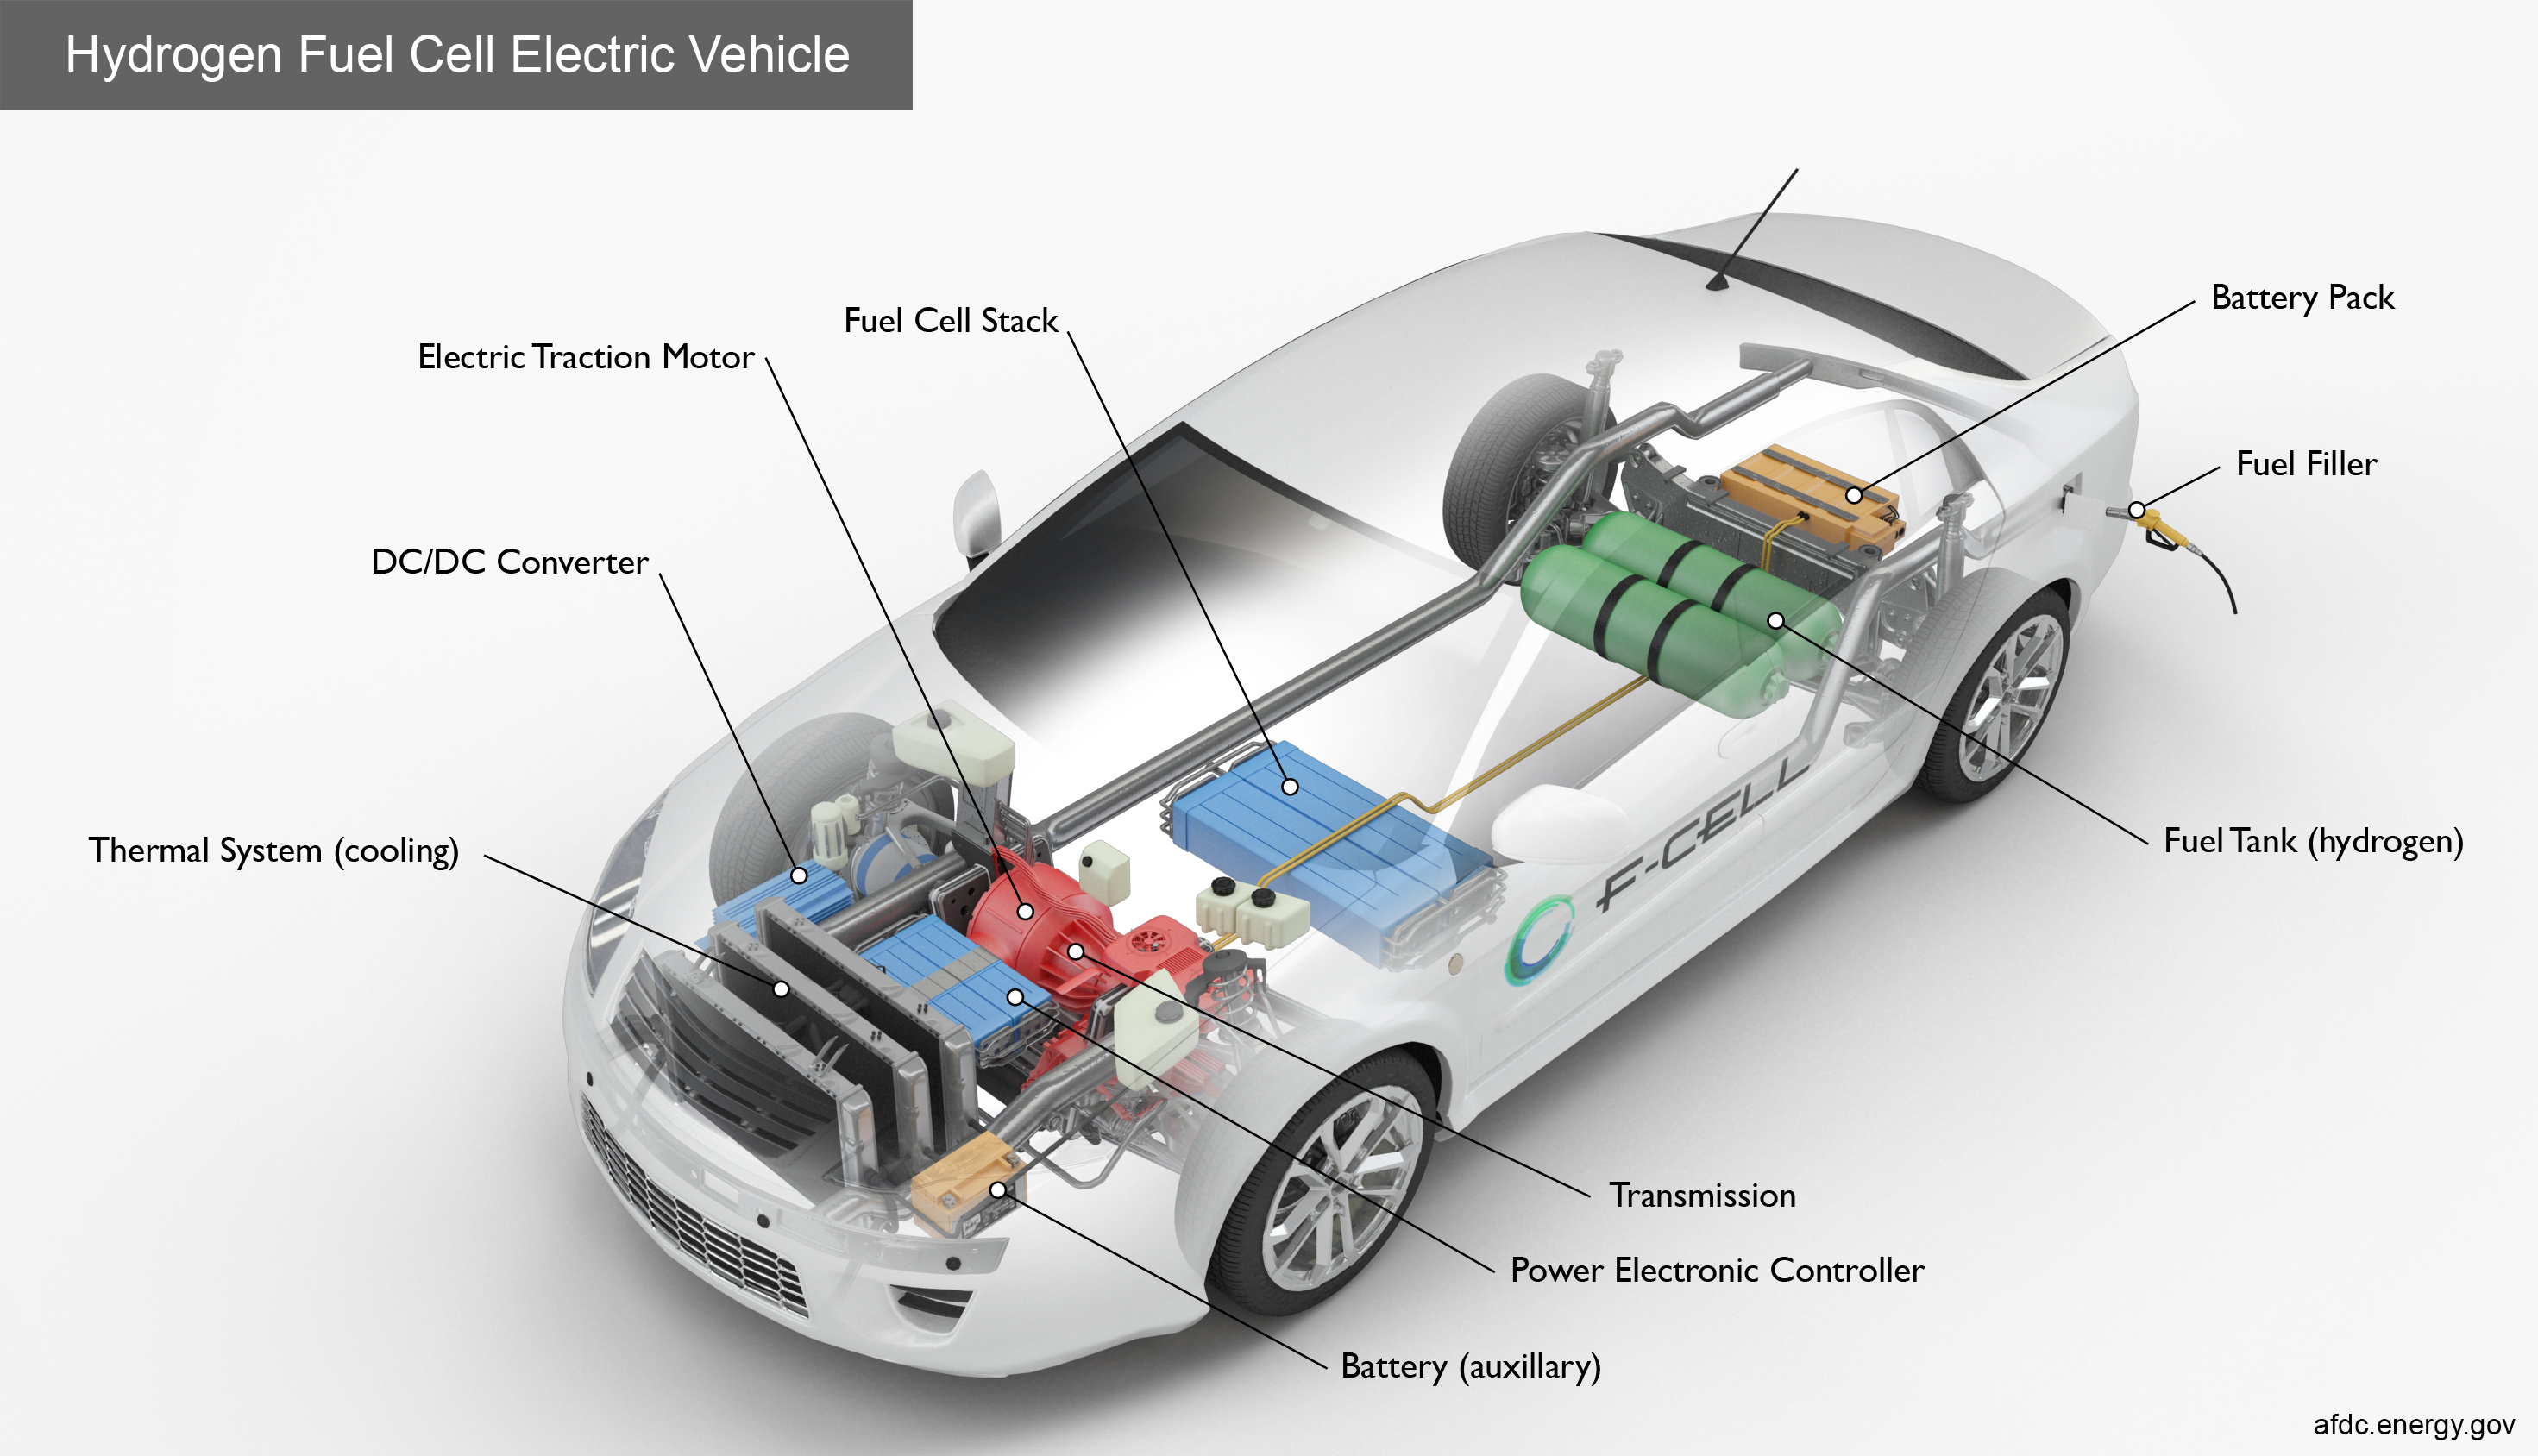 Hydrogen Fuel Cell Electric Vehicle
Battery Pack
Fuel Cell Stack
Electric Traction Motor
Fuel Filler
DC/DC Converter
Fuel Tank (hydrogen)
Thermal System (cooling)
F-CELL
Transmission
Power Electronic Controller
Battery (auxillary)
afdc.energy.gov